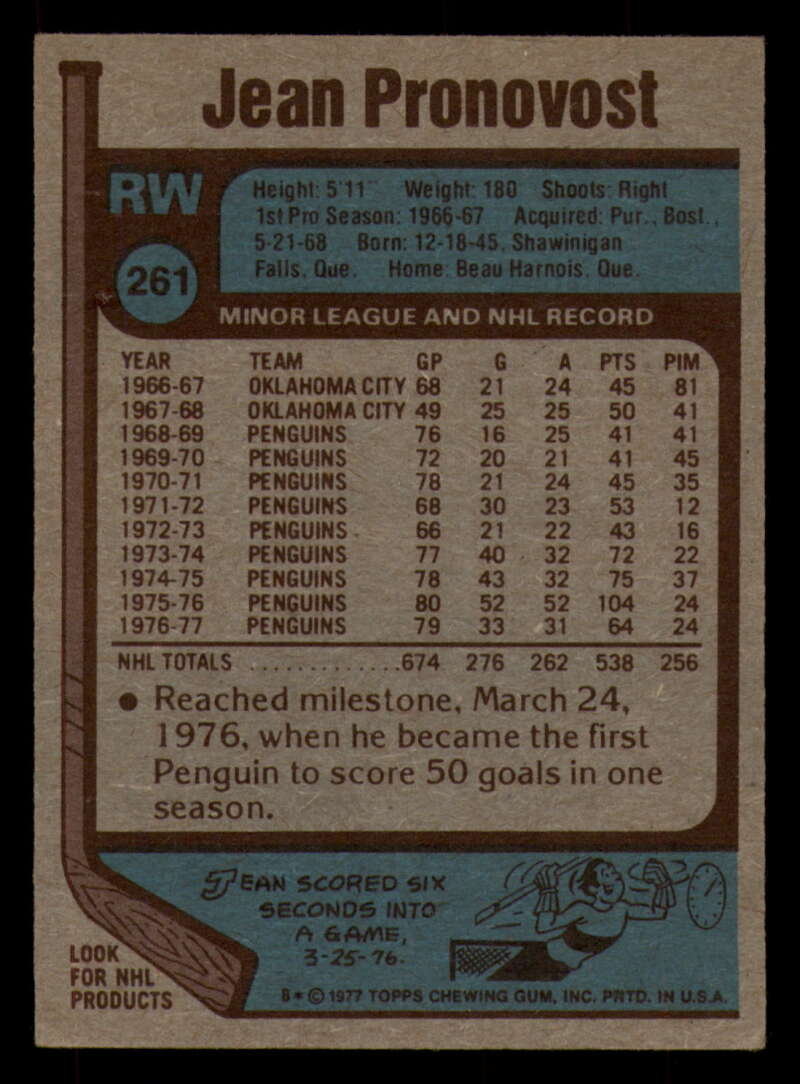 Jean Pronovost
RW
Height: 5'11" Weight: 180 Shoots: Right
1st Pro Season: 1966-67 Acquired: Pur., Bost.,
5-21-68 Born: 12-18-45, Shawinigan
Falls, Que. Home: Beau Harnois, Que.
261
MINOR LEAGUE AND NHL RECORD
YEAR TEAM GP G A PTS PIM
1966-67 OKLAHOMA CITY 68 21 24 45 81
1967-68 OKLAHOMA CITY 49 25 25 50 41
1968-69 PENGUINS 76 16 25 41 41
1969-70 PENGUINS 72 20 21 41 45
1970-71 PENGUINS 78 21 24 45 35
1971-72 PENGUINS 68 30 23 53 12
1972-73 PENGUINS 66 21 22 43 16
1973-74 PENGUINS 77 40 32 72 22
1974-75 PENGUINS 78 43 32 75 37
1975-76 PENGUINS 80 52 52 104 24
1976-77 PENGUINS 79 33 31 64 24
NHL TOTALS .............674 276 262 538 256
• Reached milestone, March 24,
1976, when he became the first
Penguin to score 50 goals in one
season.
JEAN SCORED SIX
SECONDS INTO
A GAME,
3-25-76.
LOOK
FOR NHL
PRODUCTS
B* © 1977 TOPPS CHEWING GUM, INC. PRTD. IN U.S.A.